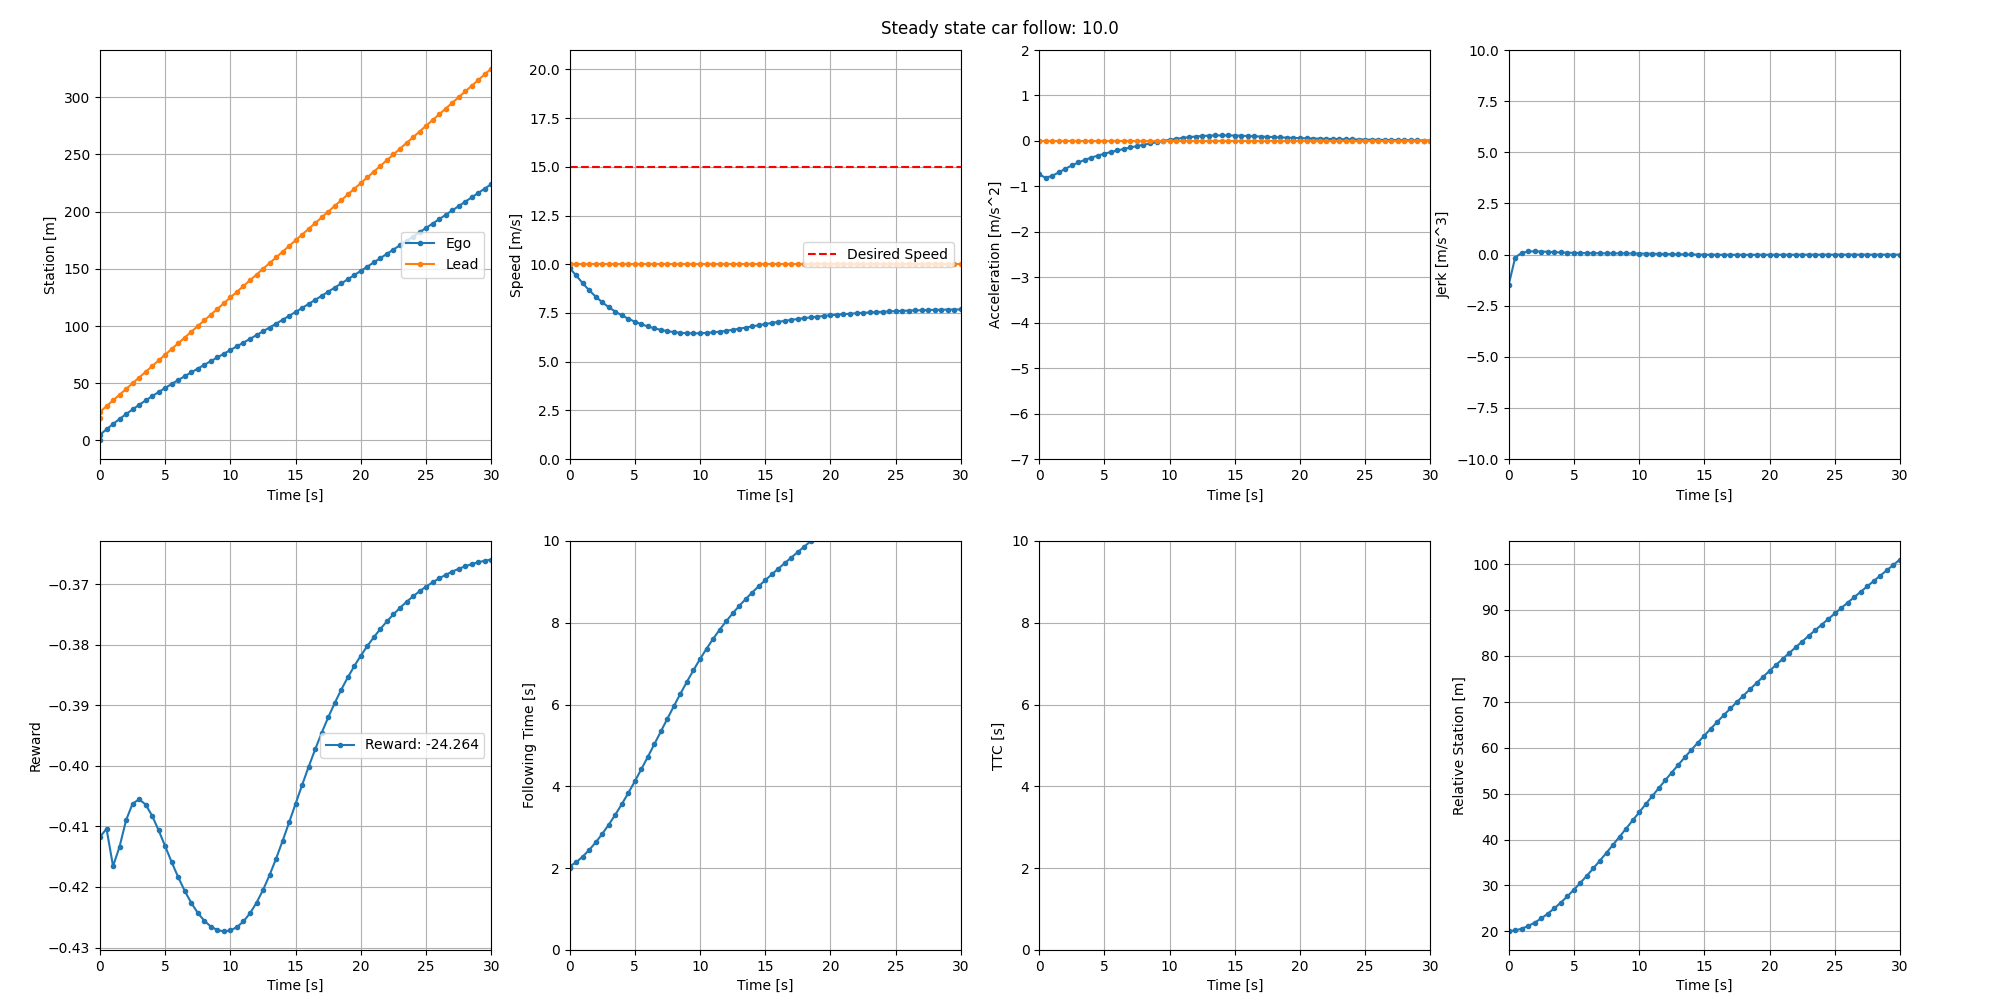 Steady state car follow: 10.0
Station [m]
300
250
200
150
100
50
0
Ego
Lead
0 5 10 15 20 25 30
Time [s]
Speed [m/s]
20.0
17.5
15.0
12.5
10.0
7.5
5.0
2.5
0.0
Desired Speed
0 5 10 15 20 25 30
Time [s]
Acceleration [m/s^2]
2
1
0
−1
−2
−3
−4
−5
−6
−7
0 5 10 15 20 25 30
Time [s]
Jerk [m/s^3]
10.0
7.5
5.0
2.5
0.0
−2.5
−5.0
−7.5
−10.0
0 5 10 15 20 25 30
Time [s]
Reward
−0.37
−0.38
−0.39
−0.40
−0.41
−0.42
−0.43
Reward: -24.264
0 5 10 15 20 25 30
Time [s]
Following Time [s]
10
8
6
4
2
0
0 5 10 15 20 25 30
Time [s]
TTC [s]
10
8
6
4
2
0
0 5 10 15 20 25 30
Time [s]
Relative Station [m]
100
90
80
70
60
50
40
30
20
0 5 10 15 20 25 30
Time [s]